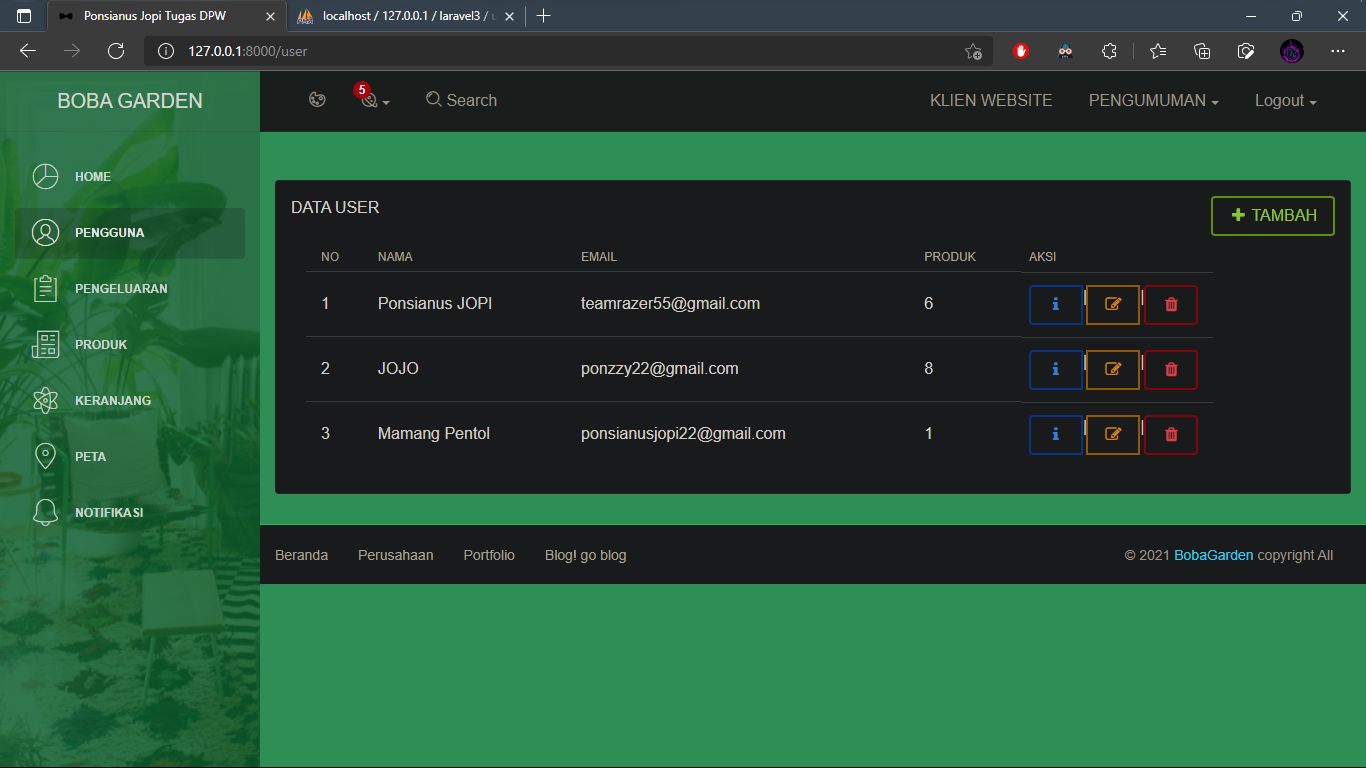 Ponsianus Jopi Tugas DPW
localhost / 127.0.0.1 / laravel3 /
127.0.0.1:8000/user
BOBA GARDEN
5
Search
KLIEN WEBSITE
PENGUMUMAN
Logout
HOME
PENGGUNA
PENGELUARAN
PRODUK
KERANJANG
PETA
NOTIFIKASI
DATA USER
+ TAMBAH
NO NAMA EMAIL PRODUK AKSI
1 Ponsianus JOPI teamrazer55@gmail.com 6 | |
2 JOJO ponzzy22@gmail.com 8 | |
3 Mamang Pentol ponsianusjopi22@gmail.com 1 | |
Beranda Perusahaan Portfolio Blog! go blog
© 2021 BobaGarden copyright All